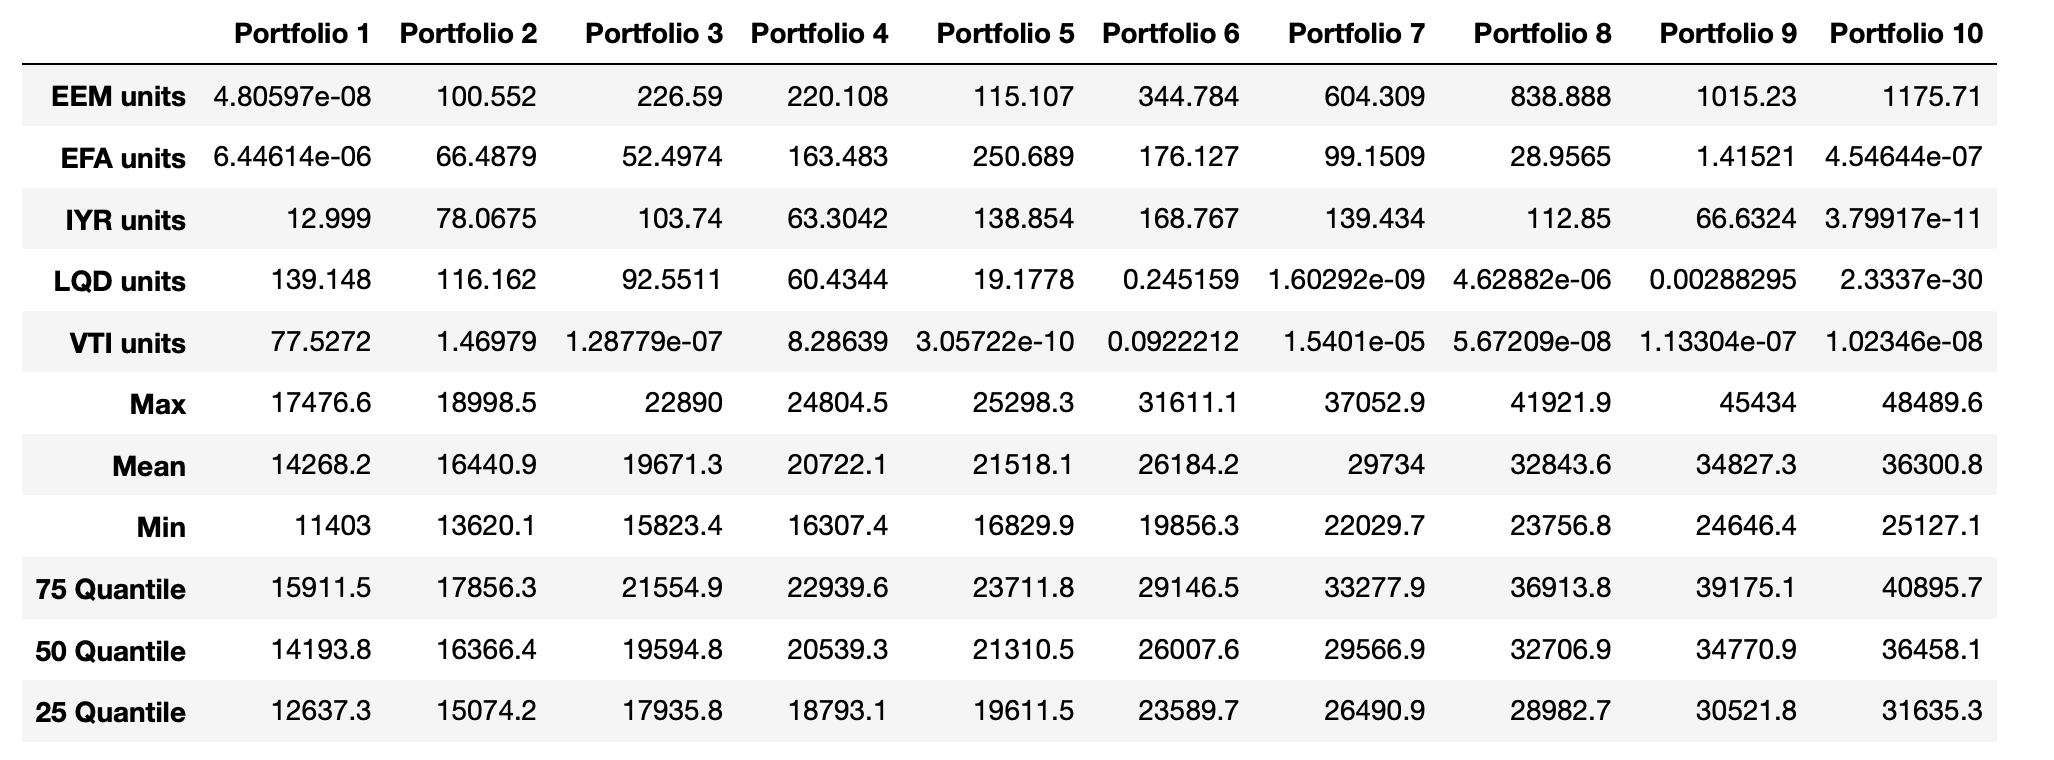 Portfolio 1 Portfolio 2 Portfolio 3 Portfolio 4 Portfolio 5 Portfolio 6 Portfolio 7 Portfolio 8 Portfolio 9 Portfolio 10
EEM units 4.80597e-08 100.552 226.59 220.108 115.107 344.784 604.309 838.888 1015.23 1175.71
EFA units 6.44614e-06 66.4879 52.4974 163.483 250.689 176.127 99.1509 28.9565 1.41521 4.54644e-07
IYR units 12.999 78.0675 103.74 63.3042 138.854 168.767 139.434 112.85 66.6324 3.79917e-11
LQD units 139.148 116.162 92.5511 60.4344 19.1778 0.245159 1.60292e-09 4.62882e-06 0.00288295 2.3337e-30
VTI units 77.5272 1.46979 1.28779e-07 8.28639 3.05722e-10 0.0922212 1.5401e-05 5.67209e-08 1.13304e-07 1.02346e-08
Max 17476.6 18998.5 22890 24804.5 25298.3 31611.1 37052.9 41921.9 45434 48489.6
Mean 14268.2 16440.9 19671.3 20722.1 21518.1 26184.2 29734 32843.6 34827.3 36300.8
Min 11403 13620.1 15823.4 16307.4 16829.9 19856.3 22029.7 23756.8 24646.4 25127.1
75 Quantile 15911.5 17856.3 21554.9 22939.6 23711.8 29146.5 33277.9 36913.8 39175.1 40895.7
50 Quantile 14193.8 16366.4 19594.8 20539.3 21310.5 26007.6 29566.9 32706.9 34770.9 36458.1
25 Quantile 12637.3 15074.2 17935.8 18793.1 19611.5 23589.7 26490.9 28982.7 30521.8 31635.3